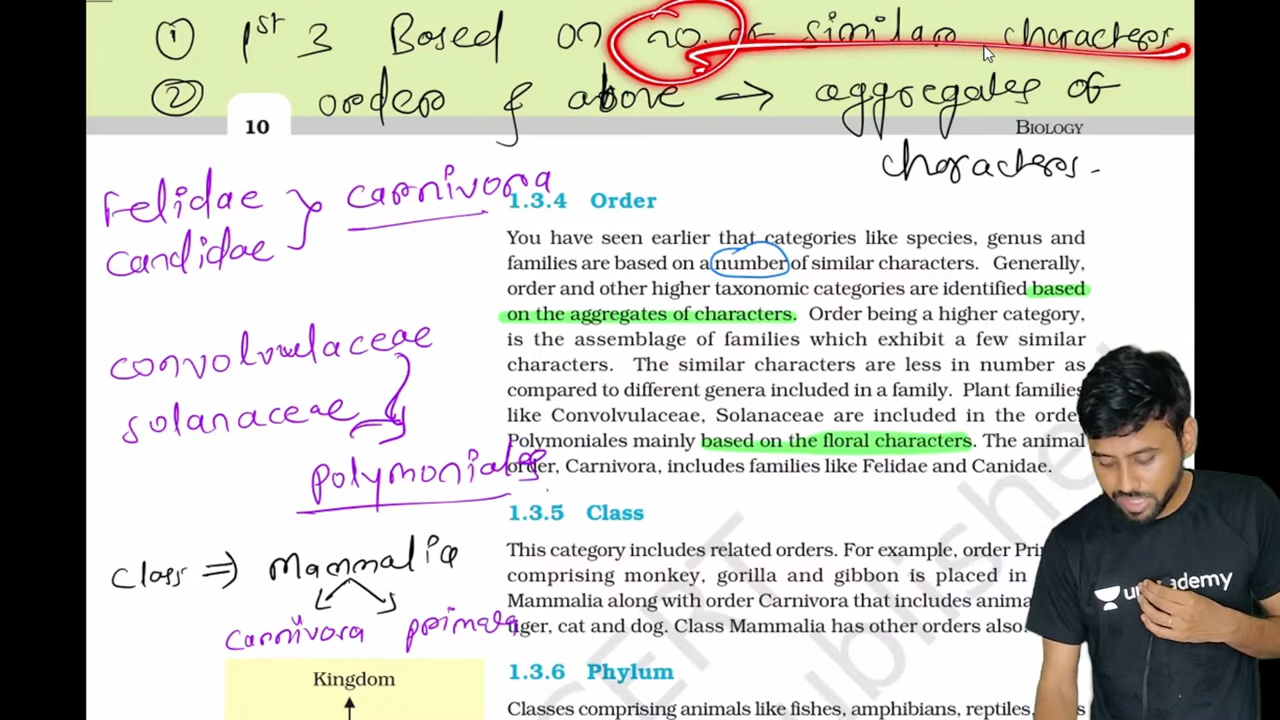 ① 1st 3 Based on no. of similar characters
② order & above → aggregates of
characters.
10
BIOLOGY
Felidae
candidae
carnivora
convolvulaceae
solanaceae
polymoniales
class ⇒ Mammalia
carnivora primata
1.3.4 Order
You have seen earlier that categories like species, genus and
families are based on a number of similar characters. Generally,
order and other higher taxonomic categories are identified based
on the aggregates of characters. Order being a higher category,
is the assemblage of families which exhibit a few similar
characters. The similar characters are less in number as
compared to different genera included in a family. Plant families
like Convolvulaceae, Solanaceae are included in the orde
Polymoniales mainly based on the floral characters. The animal
order, Carnivora, includes families like Felidae and Canidae.
1.3.5 Class
This category includes related orders. For example, order Pri
comprising monkey, gorilla and gibbon is placed in
Mammalia along with order Carnivora that includes anima
tiger, cat and dog. Class Mammalia has other orders also.
Kingdom
1.3.6 Phylum
Classes comprising animals like fishes, amphibians, reptiles,